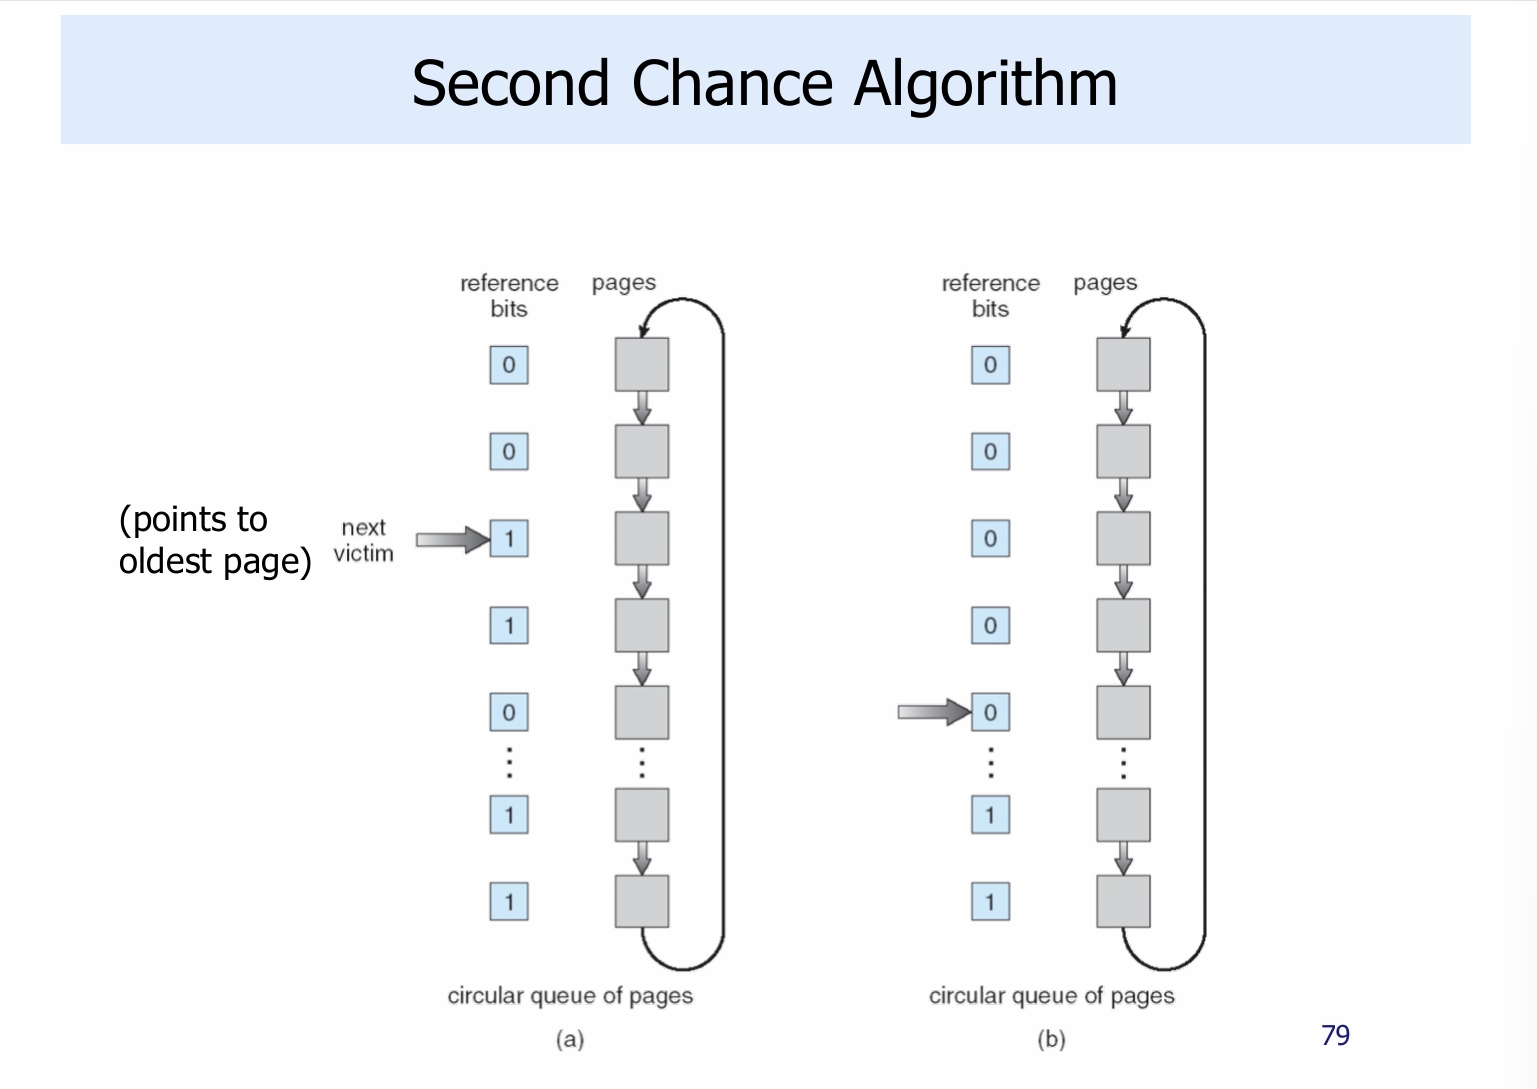 Second Chance Algorithm
reference pages
bits
0
0
(points to
oldest page)
next
victim
1
1
0
1
1
circular queue of pages
(a)
reference pages
bits
0
0
0
0
0
1
1
circular queue of pages
(b)
79